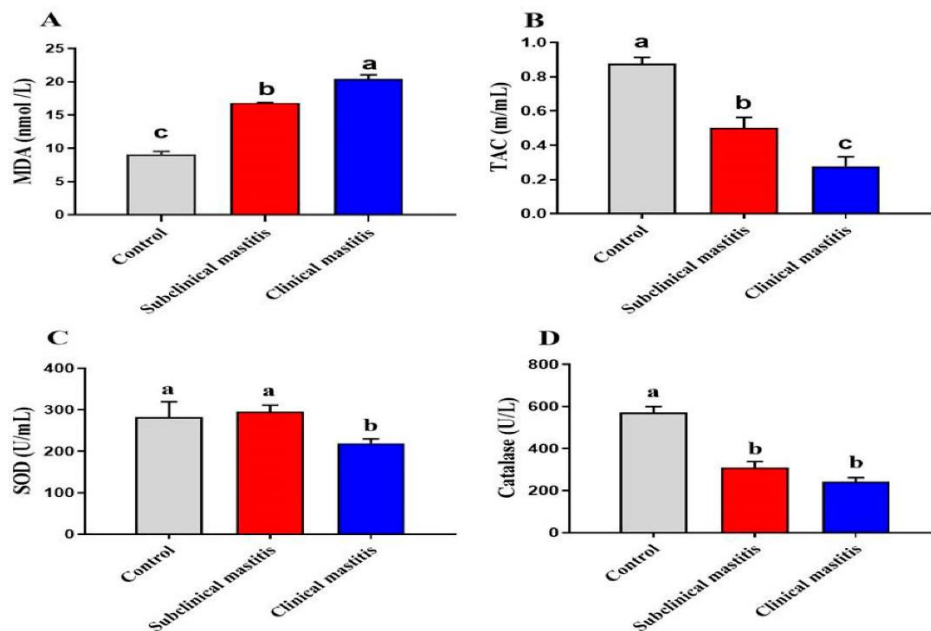 A
MDA (nmol/L)
25
20
15
10
5
0
c
b
a
Control
Subclinical mastitis
Clinical mastitis
B
TAC (m/mL)
1.0
0.8
0.6
0.4
0.2
0.0
a
b
c
Control
Subclinical mastitis
Clinical mastitis
C
SOD (U/mL)
400
300
200
100
0
a
a
b
Control
Subclinical mastitis
Clinical mastitis
D
Catalase (U/L)
800
600
400
200
0
a
b
b
Control
Subclinical mastitis
Clinical mastitis